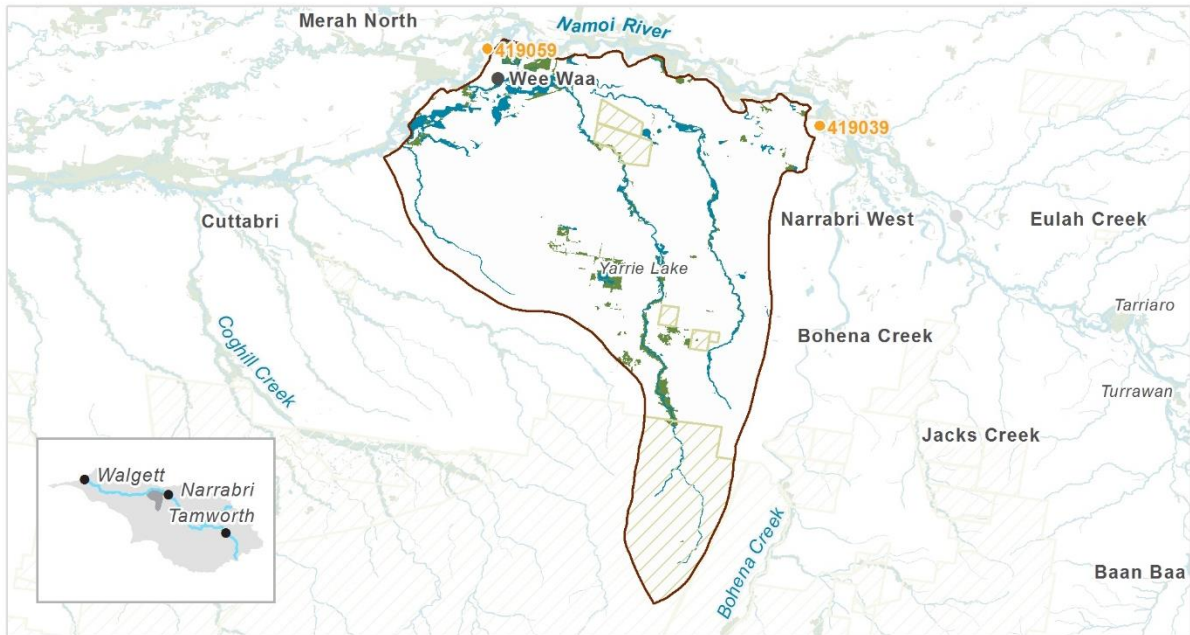 Merah North
Namoi River
419059
Wee Waa
419039
Cuttabri
Narrabri West
Eulah Creek
Yarrie Lake
Tarriaro
Bohena Creek
Coghill Creek
Turrawan
Jacks Creek
Walgett
Narrabri
Tamworth
Bohena Creek
Baan Baa